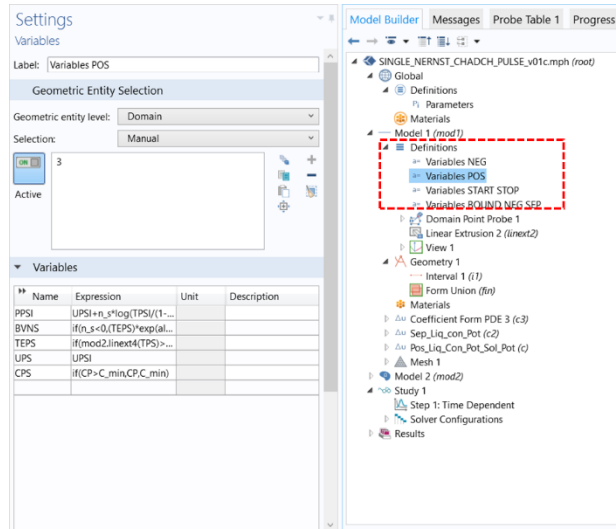 Settings
Variables
Label: Variables POS
Geometric Entity Selection
Geometric entity level: Domain
Selection: Manual
ON
3
Active
Variables
Name Expression Unit Description
PPSI UPSI+n_s*log(TPSI/(1-...
BVNS if(n_s<0,(TEPS)*exp(al...
TEPS if(mod2.linext4(TPS)>...
UPS UPSI
CPS if(CP>C_min,CP,C_min)
Model Builder Messages Probe Table 1 Progress
SINGLE_NERNST_CHADCH_PULSE_v01c.mph (root)
Global
Definitions
Pi Parameters
Materials
Model 1 (mod1)
Definitions
a= Variables NEG
a= Variables POS
a= Variables START STOP
a= Variables BOUND NEG SEP
Domain Point Probe 1
Linear Extrusion 2 (linext2)
View 1
Geometry 1
Interval 1 (i1)
Form Union (fin)
Materials
Δu Coefficient Form PDE 3 (c3)
Δu Sep_Liq_con_Pot (c2)
Δu Pos_Liq_Con_Pot_Sol_Pot (c)
Mesh 1
Model 2 (mod2)
Study 1
Step 1: Time Dependent
Solver Configurations
Results